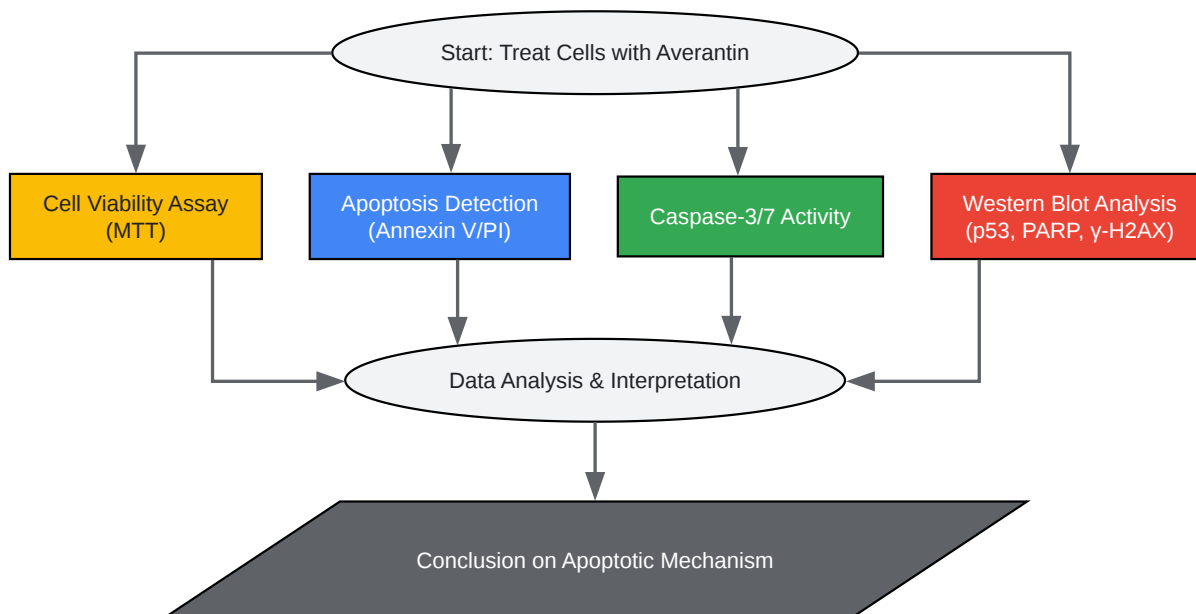 Start: Treat Cells with Averantin
Cell Viability Assay
(MTT)
Apoptosis Detection
(Annexin V/PI)
Caspase-3/7 Activity
Western Blot Analysis
(p53, PARP, γ-H2AX)
Data Analysis & Interpretation
Conclusion on Apoptotic Mechanism